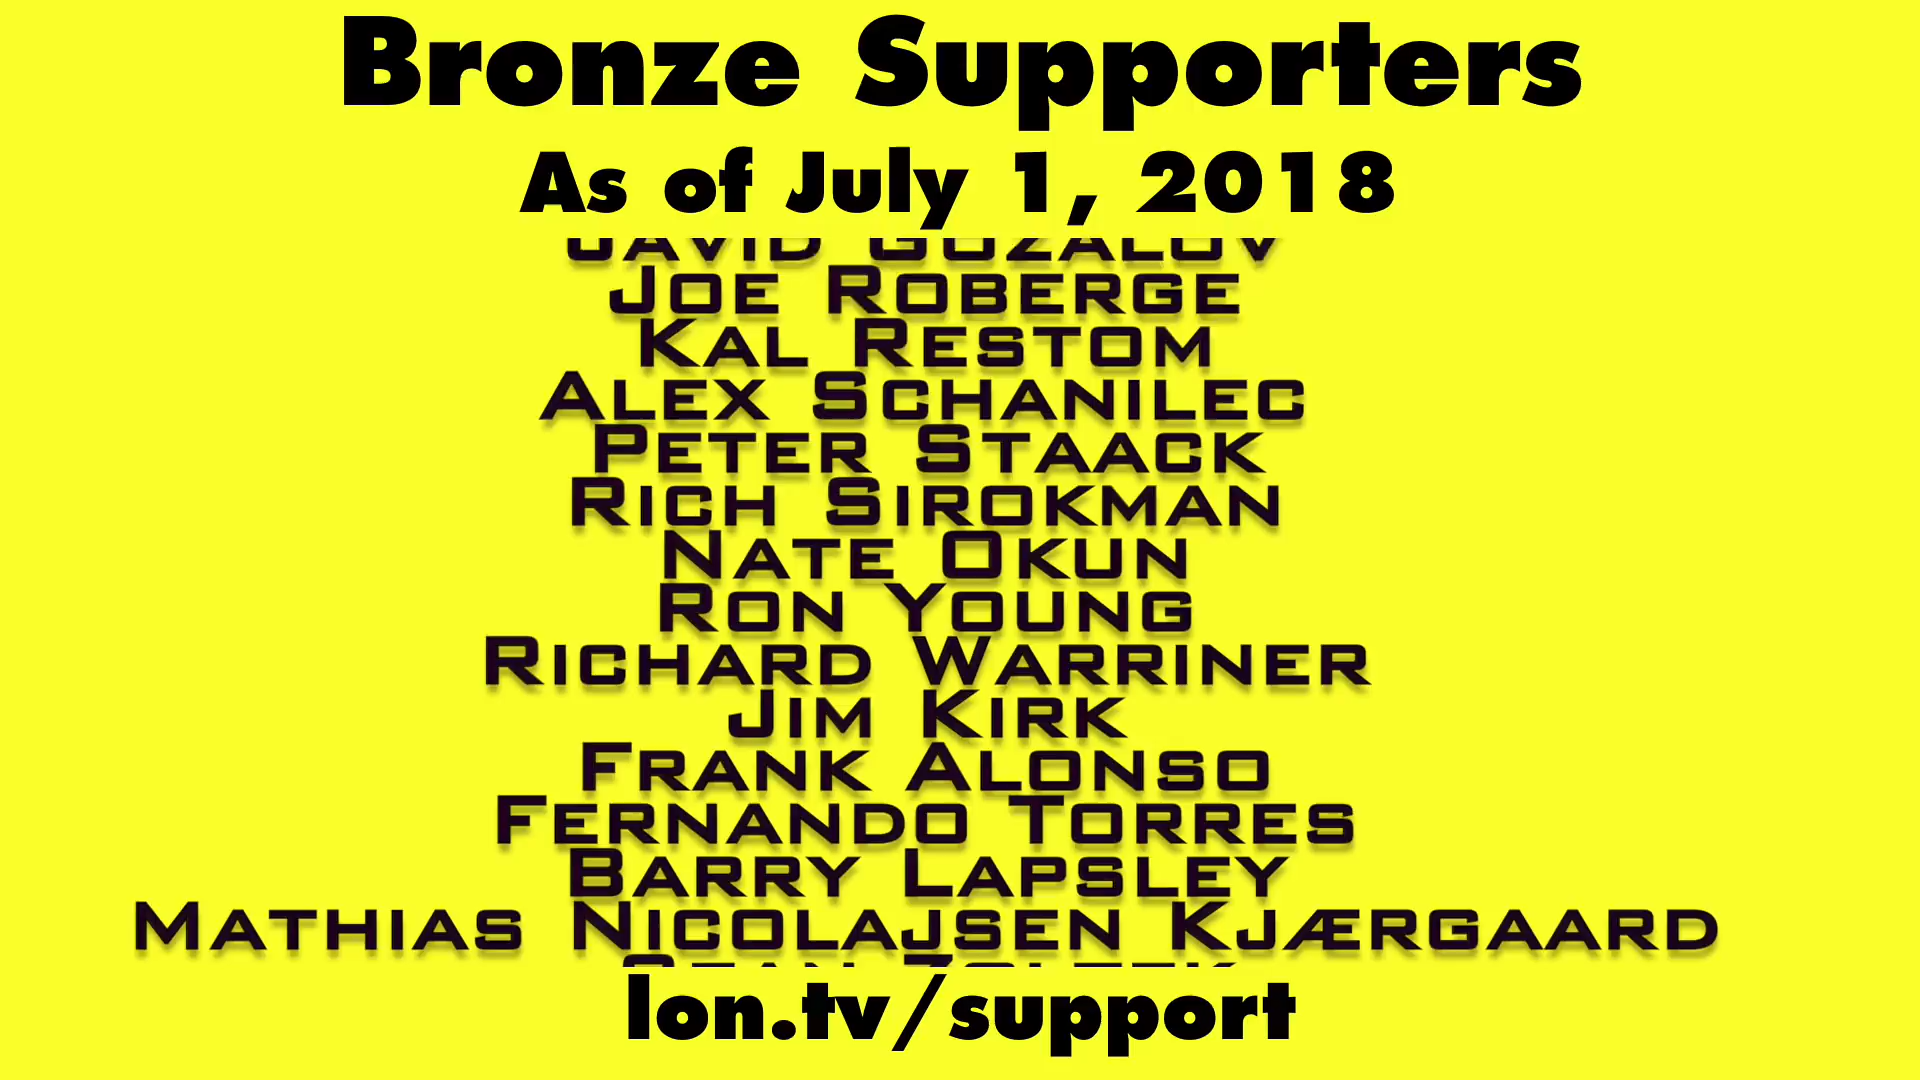 Bronze Supporters
As of July 1, 2018
Joe Roberge
Kal Restom
Alex Schanilec
Peter Staack
Rich Sirokman
Nate Okun
Ron Young
Richard Warriner
Jim Kirk
Frank Alonso
Fernando Torres
Barry Lapsley
Mathias Nicolajsen Kjærgaard
lon.tv/support